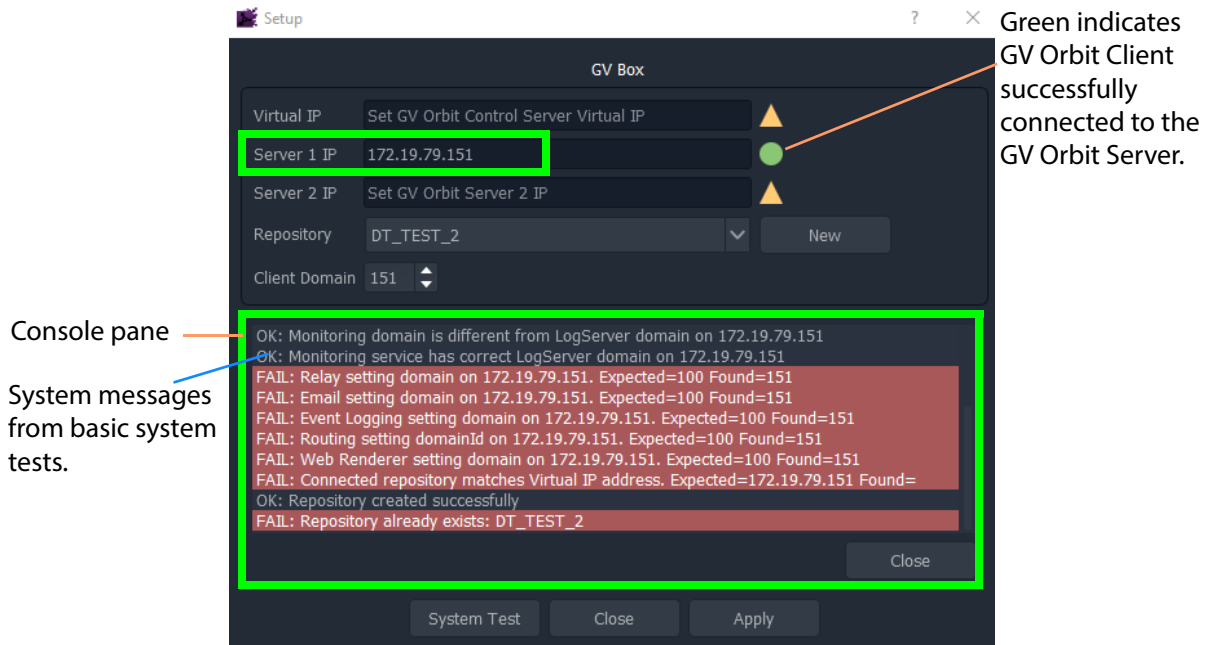 Setup
?
GV Box
Virtual IP Set GV Orbit Control Server Virtual IP
Server 1 IP 172.19.79.151
Server 2 IP Set GV Orbit Server 2 IP
Repository DT_TEST_2 New
Client Domain 151
OK: Monitoring domain is different from LogServer domain on 172.19.79.151
OK: Monitoring service has correct LogServer domain on 172.19.79.151
FAIL: Relay setting domain on 172.19.79.151. Expected=100 Found=151
FAIL: Email setting domain on 172.19.79.151. Expected=100 Found=151
FAIL: Event Logging setting domain on 172.19.79.151. Expected=100 Found=151
FAIL: Routing setting domainId on 172.19.79.151. Expected=100 Found=151
FAIL: Web Renderer setting domain on 172.19.79.151. Expected=100 Found=151
FAIL: Connected repository matches Virtual IP address. Expected=172.19.79.151 Found=
OK: Repository created successfully
FAIL: Repository already exists: DT_TEST_2
Close
System Test Close Apply
Green indicates
GV Orbit Client
successfully
connected to the
GV Orbit Server.
Console pane
System messages
from basic system
tests.